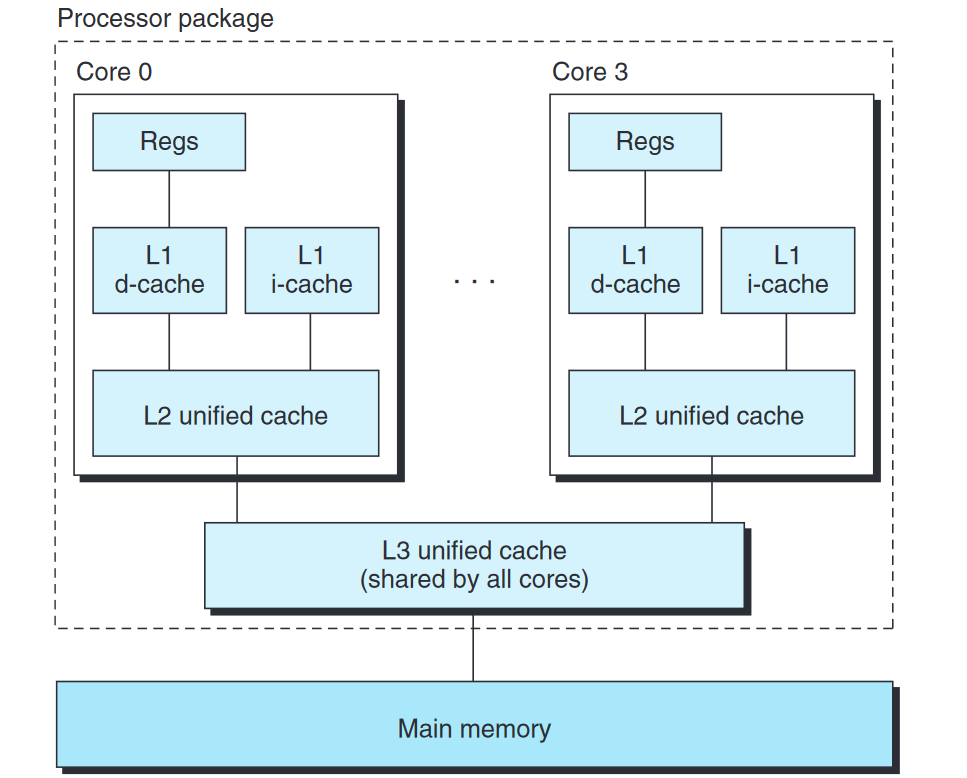 Processor package
Core 0
Regs
L1
d-cache
L1
i-cache
L2 unified cache
. . .
Core 3
Regs
L1
d-cache
L1
i-cache
L2 unified cache
L3 unified cache
(shared by all cores)
Main memory